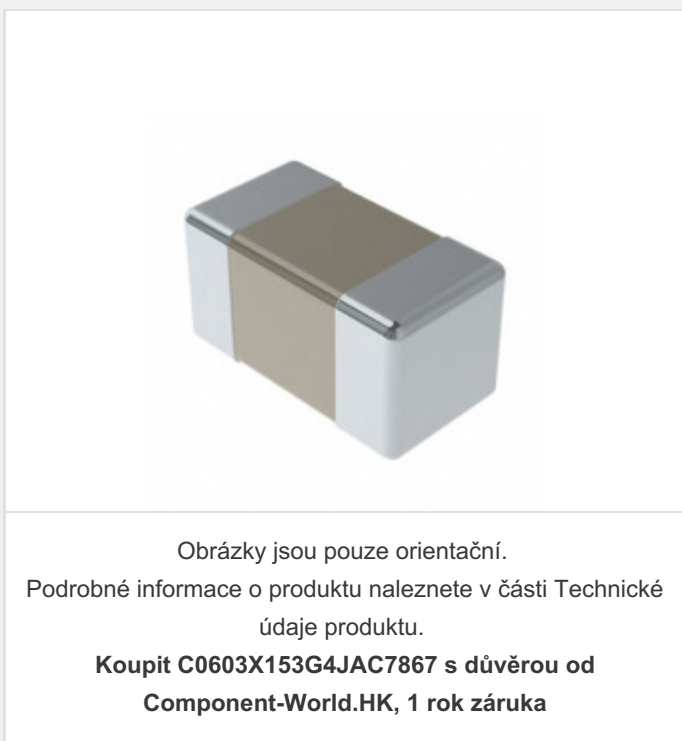 Obrázky jsou pouze orientační.
Podrobné informace o produktu naleznete v části Technické
údaje produktu.
Koupit C0603X153G4JAC7867 s důvěrou od
Component-World.HK, 1 rok záruka